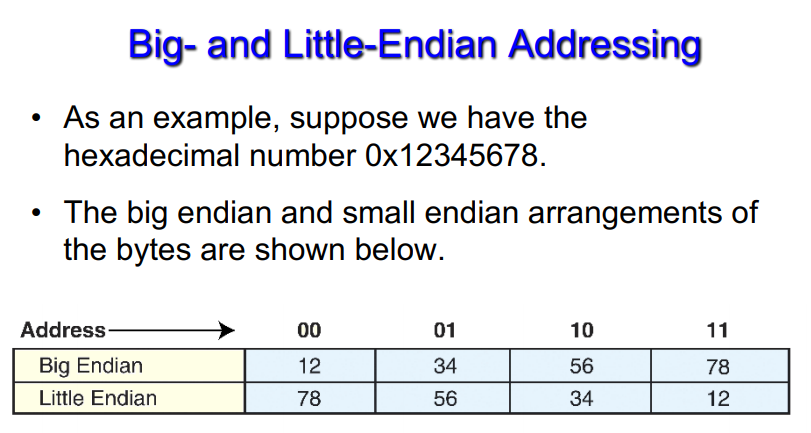 Big- and Little-Endian Addressing
• As an example, suppose we have the
hexadecimal number 0x12345678.
• The big endian and small endian arrangements of
the bytes are shown below.
Address 00 01 10 11
Big Endian 12 34 56 78
Little Endian 78 56 34 12